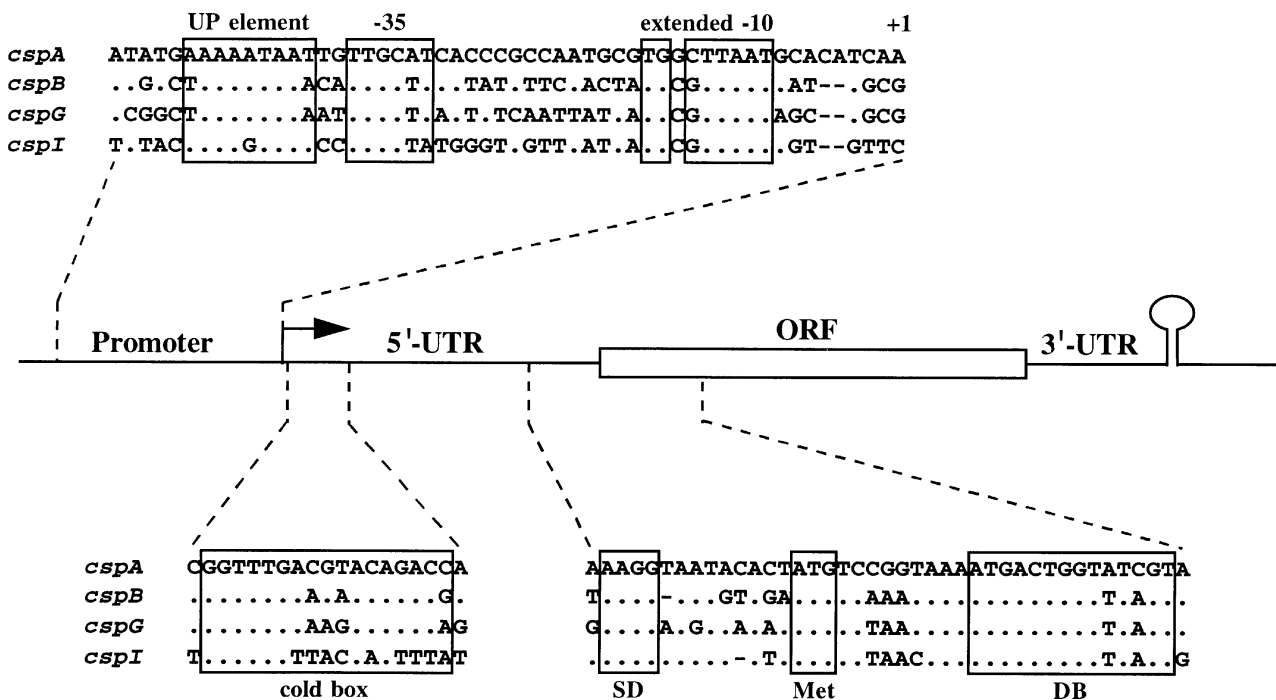 UP element -35 extended -10 +1
cspA ATATGAAAAATAATTGTTGCATCACCCGCCAATGCGTGGCTTAATGCACATCAA
cspB ..G.CT.......ACA....T...TAT.TTC.ACTA..CG......AT--.GCG
cspG .CGGCT.......AAT....T.A.T.TCAATTAT.A..CG.....AGC--.GCG
cspI T.TAC....G...CC....TATGGGT.GTT.AT.A..CG......GT--GTTC
Promoter 5'-UTR ORF 3'-UTR
cspA CGGTTTGACGTACAGACCA AAAGGTAATACACTATGTCCGGTAAAATGACTGGTATCGTA
cspB ........A.A......G. T....-...GT.GA.....AAA.............T.A...
cspG ........AAG......AG G....A.G..A.A......TAA.............T.A...
cspI T......TTAC.A.TTTAT ..........-.T......TAAC............T.A..G
cold box SD Met DB